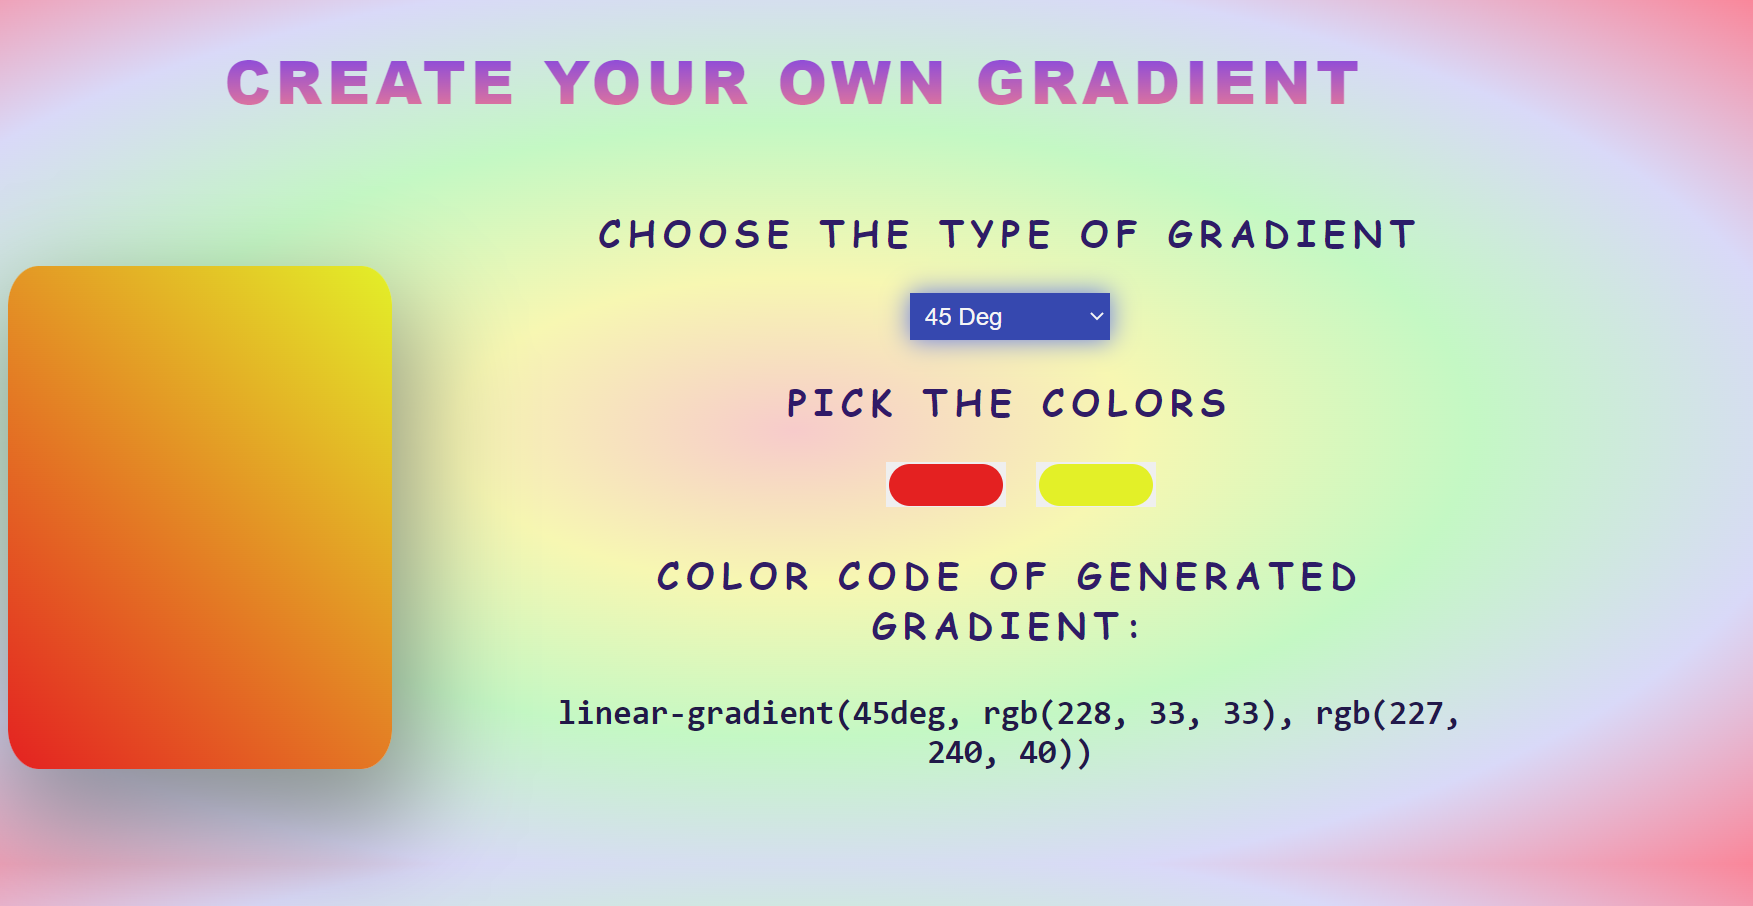 CREATE YOUR OWN GRADIENT
CHOOSE THE TYPE OF GRADIENT
45 Deg
PICK THE COLORS
COLOR CODE OF GENERATED
GRADIENT:
linear-gradient(45deg, rgb(228, 33, 33), rgb(227,
240, 40))